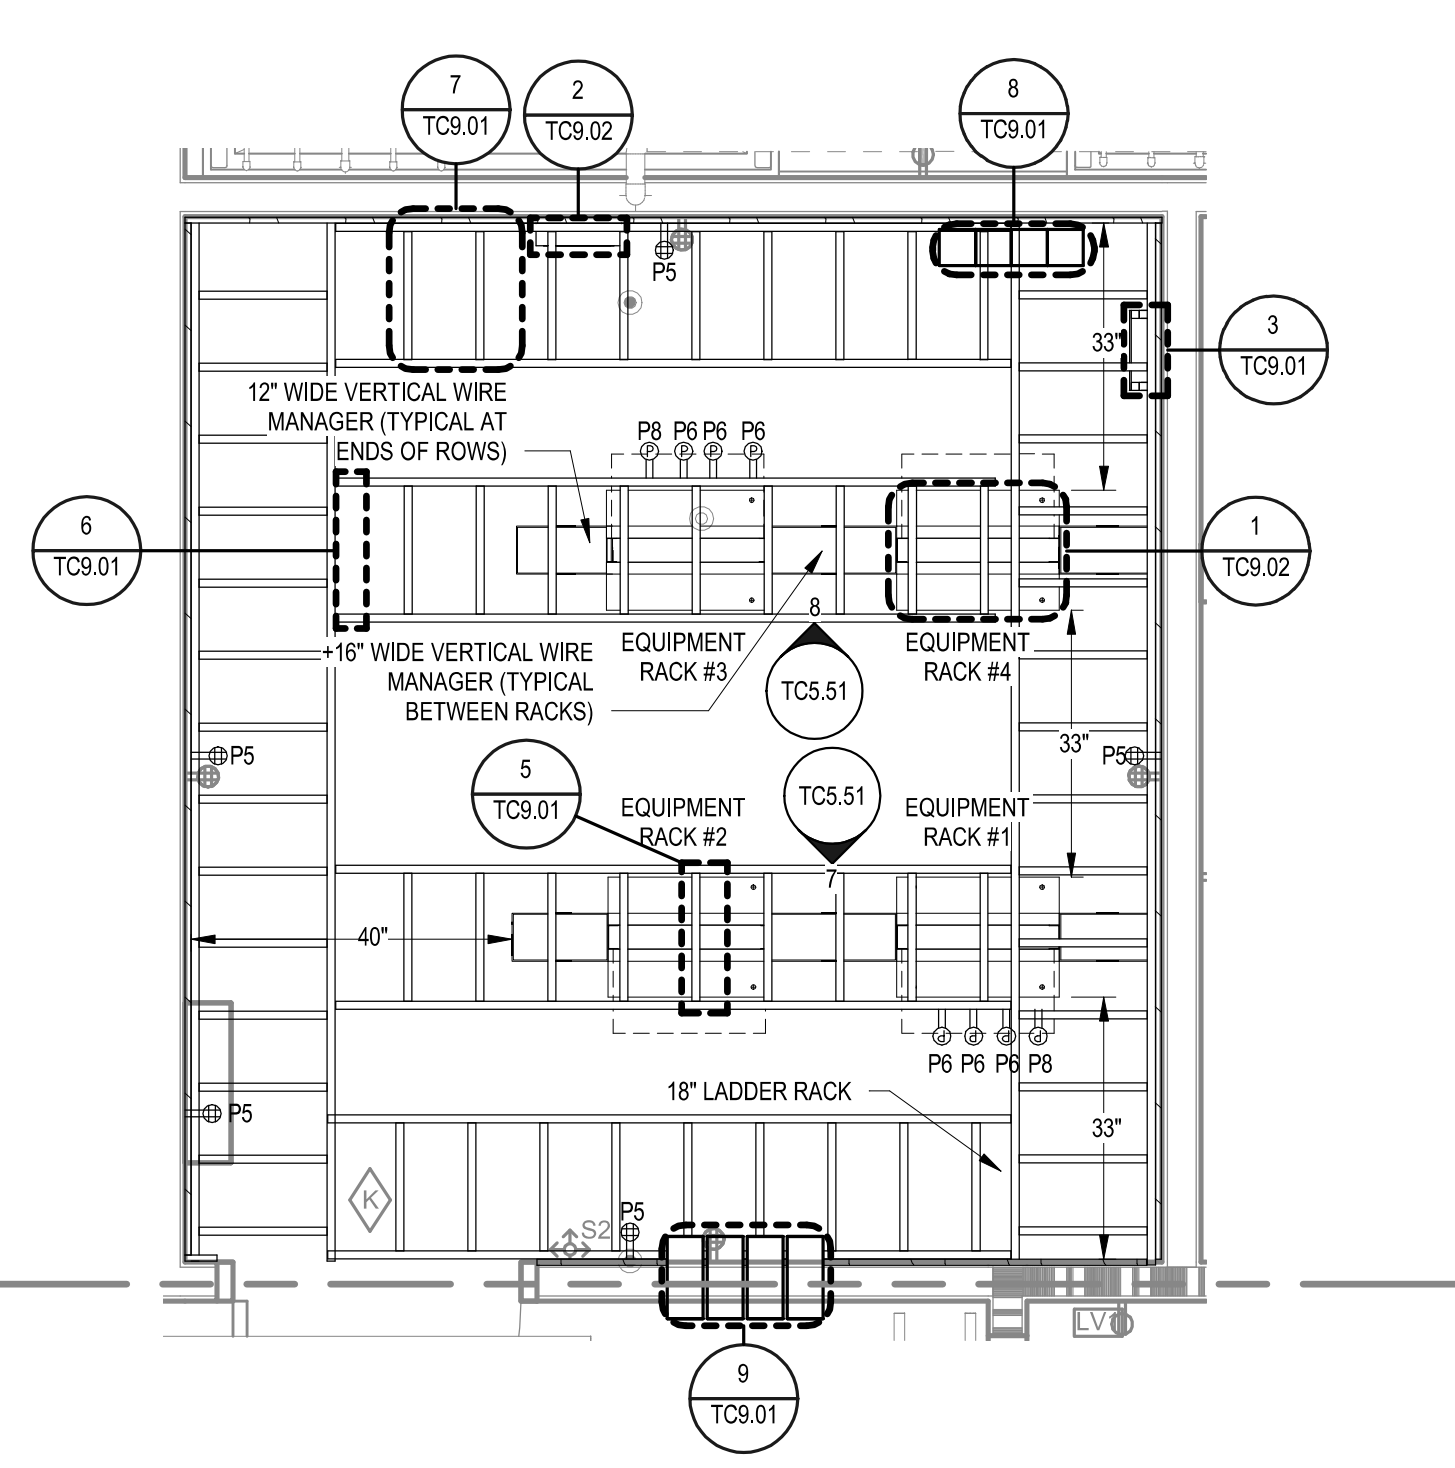 7
TC9.01
2
TC9.02
8
TC9.01
P5
3
TC9.01
33"
12" WIDE VERTICAL WIRE
MANAGER (TYPICAL AT
ENDS OF ROWS)
P8 P6 P6 P6
P P P P
6
TC9.01
1
TC9.02
8
TC5.51
EQUIPMENT
RACK #3
EQUIPMENT
RACK #4
+16" WIDE VERTICAL WIRE
MANAGER (TYPICAL
BETWEEN RACKS)
P5
33"
P5
5
TC9.01
EQUIPMENT
RACK #2
TC5.51
7
EQUIPMENT
RACK #1
40"
P P P P
P6 P6 P6 P8
18" LADDER RACK
P5
33"
K
S2
P5
LV
9
TC9.01